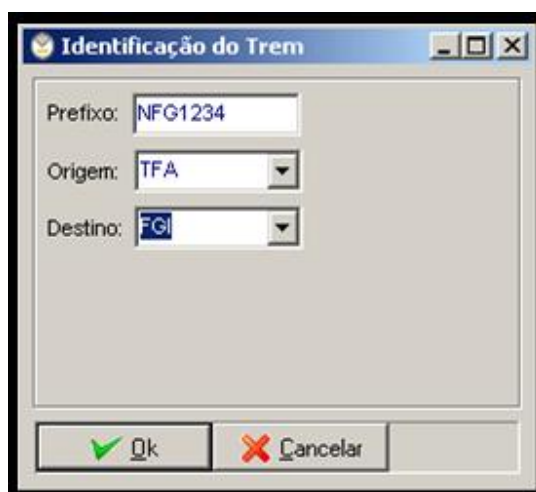 Identificação do Trem
Prefixo: NFG1234
Origem: TFA
Destino: FGI
Ok Cancelar